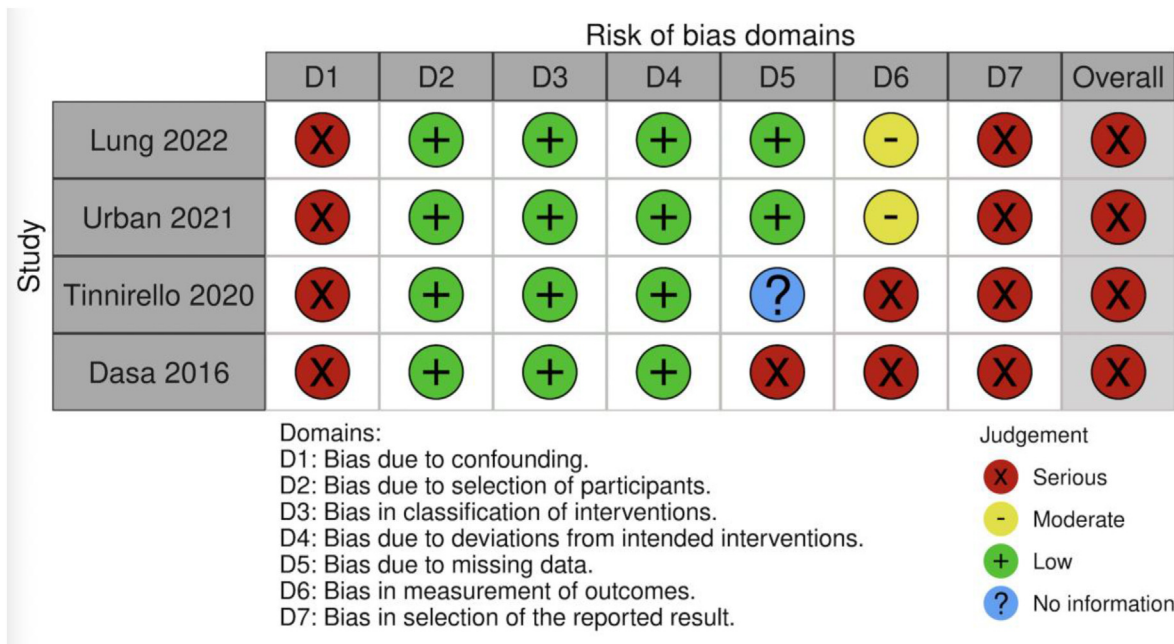 Risk of bias domains
D1 D2 D3 D4 D5 D6 D7 Overall
Study
Lung 2022 X + + + + - X X
Urban 2021 X + + + + - X X
Tinnirello 2020 X + + + ? X X X
Dasa 2016 X + + + X X X X
Domains:
D1: Bias due to confounding.
D2: Bias due to selection of participants.
D3: Bias in classification of interventions.
D4: Bias due to deviations from intended interventions.
D5: Bias due to missing data.
D6: Bias in measurement of outcomes.
D7: Bias in selection of the reported result.
Judgement
X Serious
- Moderate
+ Low
? No information